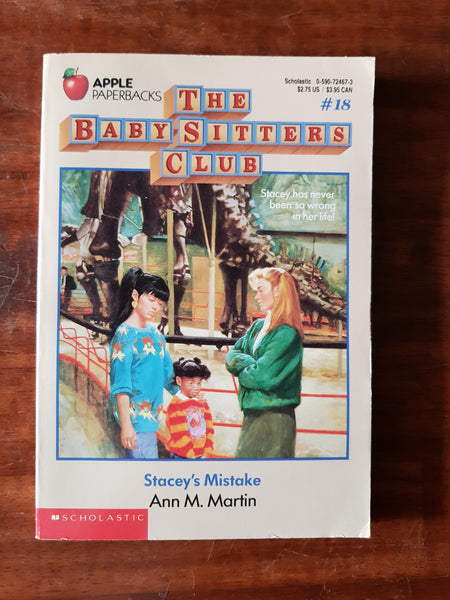 APPLE
PAPERBACKS
Scholastic 0-590-72467-3
$2.75 US / $3.95 CAN
#18
THE
BABY-SITTERS
CLUB
Stacey has never
been so wrong
in her life!
Stacey's Mistake
Ann M. Martin
SCHOLASTIC